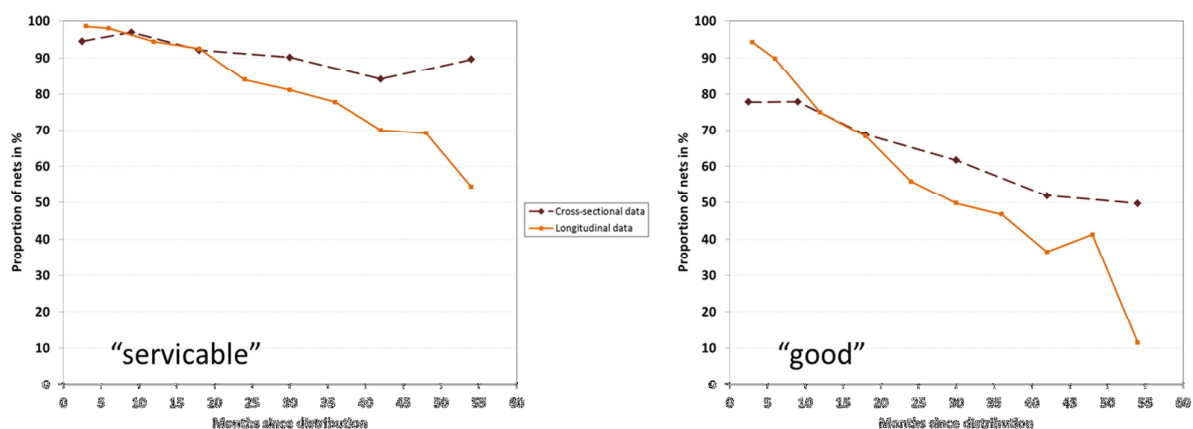 100
90
80
70
60
50
40
30
20
10
0
Proportion of nets in %
"servicable"
0 5 10 15 20 25 30 35 40 45 50 55 60
Months since distribution
Cross-sectional data
Longitudinal data
100
90
80
70
60
50
40
30
20
10
0
Proportion of nets in %
"good"
0 5 10 15 20 25 30 35 40 45 50 55 60
Months since distribution